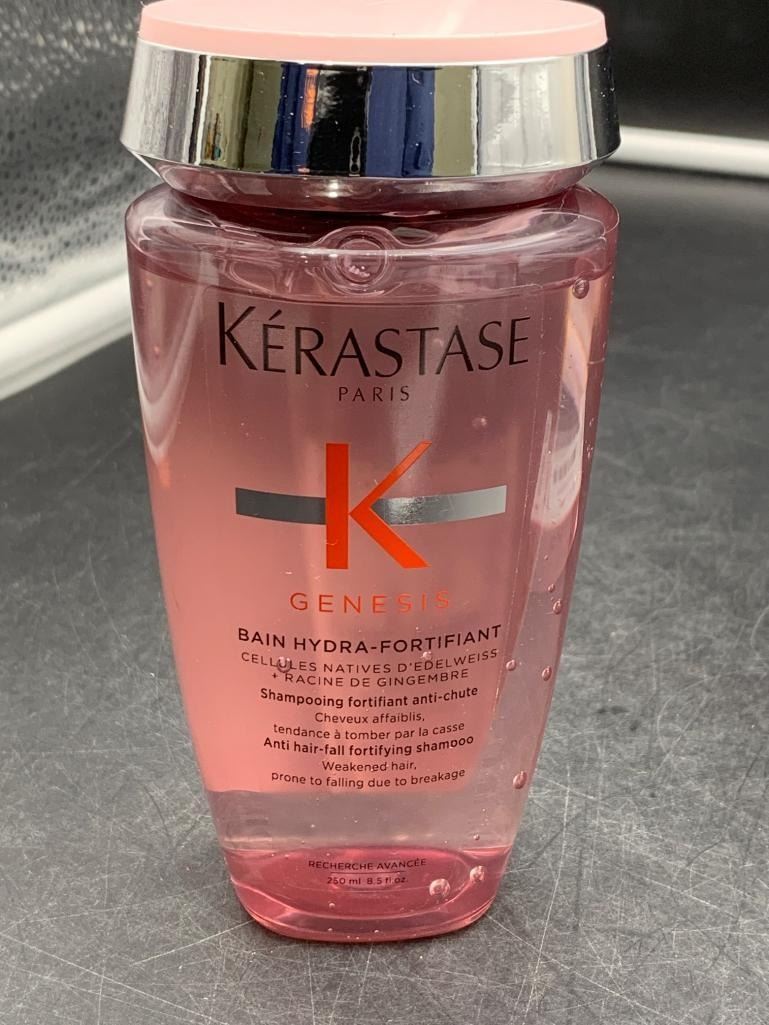 KÉRASTASE
PARIS
K
GENESIS
BAIN HYDRA-FORTIFIANT
CELLULES NATIVES D'EDELWEISS
+ RACINE DE GINGEMBRE
Shampooing fortifiant anti-chute
Cheveux affaiblis,
tendance à tomber par la casse
Anti hair-fall fortifying shampoo
Weakened hair,
prone to falling due to breakage
RECHERCHE AVANCÉE
250 ml 8.5 fl oz.